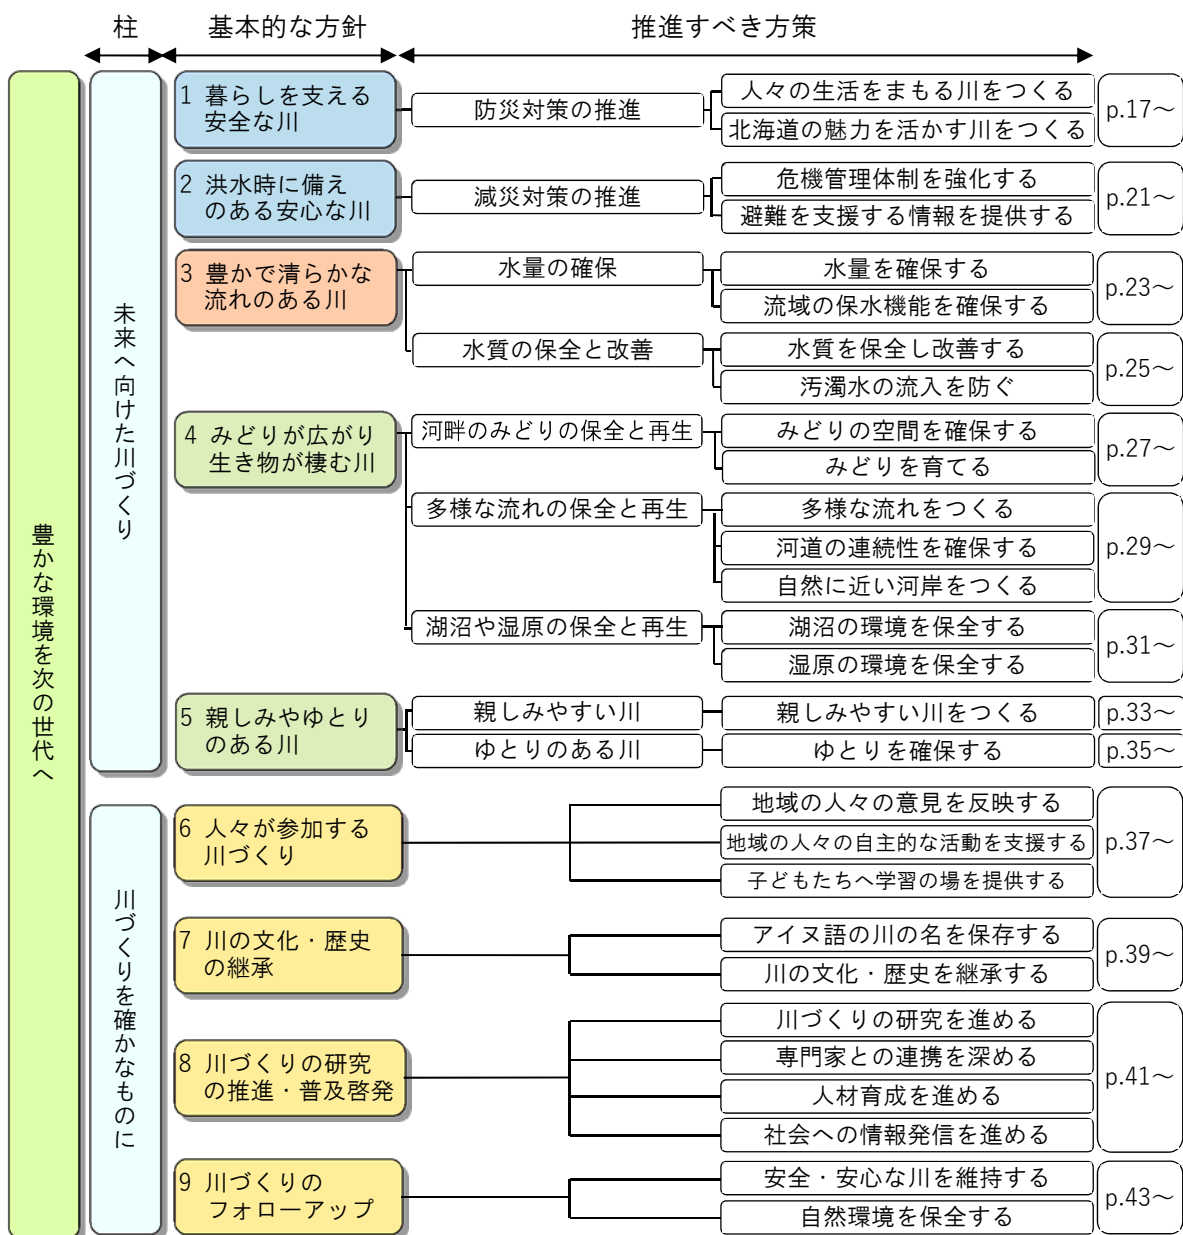 柱
基本的な方針
推進すべき方策
豊かな環境を次の世代へ
未来へ向けた川づくり
1 暮らしを支える
安全な川
防災対策の推進
人々の生活をまもる川をつくる
北海道の魅力を活かす川をつくる
p.17～
2 洪水時に備え
のある安心な川
減災対策の推進
危機管理体制を強化する
避難を支援する情報を提供する
p.21～
3 豊かで清らかな
流れのある川
水量の確保
水量を確保する
流域の保水機能を確保する
p.23～
水質の保全と改善
水質を保全し改善する
汚濁水の流入を防ぐ
p.25～
4 みどりが広がり
生き物が棲む川
河畔のみどりの保全と再生
みどりの空間を確保する
みどりを育てる
p.27～
多様な流れの保全と再生
多様な流れをつくる
河道の連続性を確保する
自然に近い河岸をつくる
p.29～
湖沼や湿原の保全と再生
湖沼の環境を保全する
湿原の環境を保全する
p.31～
5 親しみやゆとり
のある川
親しみやすい川
親しみやすい川をつくる
p.33～
ゆとりのある川
ゆとりを確保する
p.35～
川づくりを確かなものに
6 人々が参加する
川づくり
地域の人々の意見を反映する
地域の人々の自主的な活動を支援する
子どもたちへ学習の場を提供する
p.37～
7 川の文化・歴史
の継承
アイヌ語の川の名を保存する
川の文化・歴史を継承する
p.39～
8 川づくりの研究
の推進・普及啓発
川づくりの研究を進める
専門家との連携を深める
人材育成を進める
社会への情報発信を進める
p.41～
9 川づくりの
フォローアップ
安全・安心な川を維持する
自然環境を保全する
p.43～